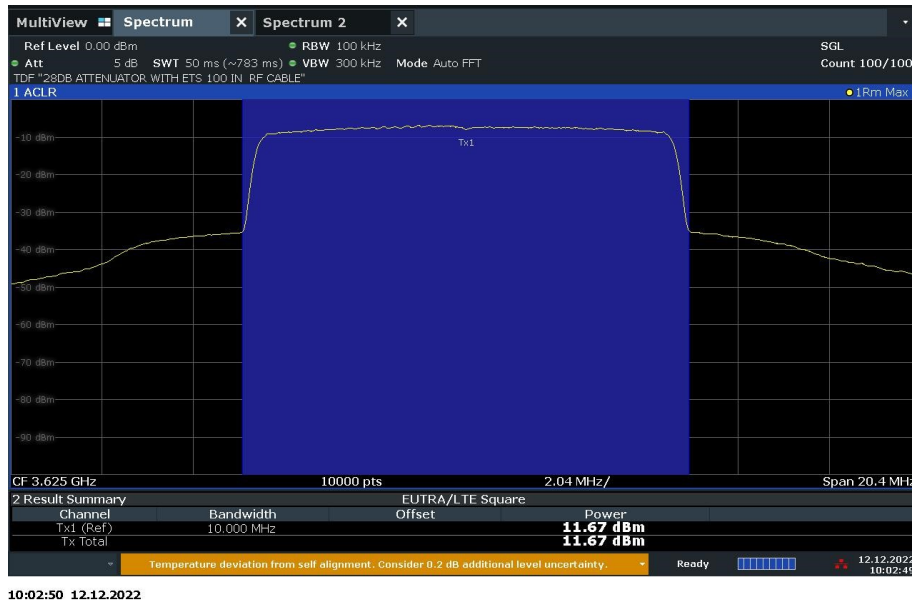 MultiView Spectrum X Spectrum 2 X
Ref Level 0.00 dBm RBW 100 kHz SGL
Att 5 dB SWT 50 ms (~783 ms) VBW 300 kHz Mode Auto FFT Count 100/100
TDF "28DB ATTENUATOR WITH ETS 100 IN RF CABLE"
1 ACLR 1Rm Max
-10 dBm
Tx1
-20 dBm
-30 dBm
-40 dBm
-50 dBm
-60 dBm
-70 dBm
-80 dBm
-90 dBm
CF 3.625 GHz 10000 pts 2.04 MHz/ Span 20.4 MHz
2 Result Summary EUTRA/LTE Square
Channel Bandwidth Offset Power
Tx1 (Ref) 10.000 MHz 11.67 dBm
Tx Total 11.67 dBm
Temperature deviation from self alignment. Consider 0.2 dB additional level uncertainty. Ready 12.12.2022
10:02:49
10:02:50 12.12.2022